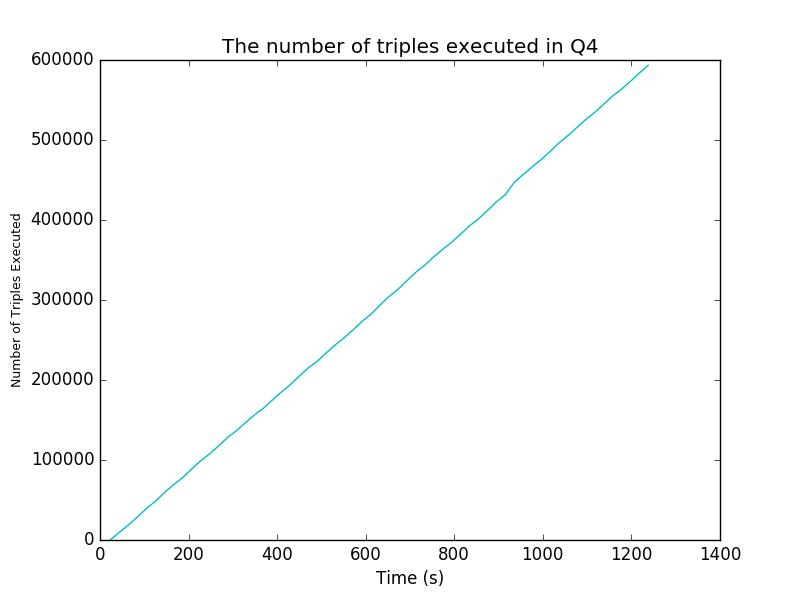 The number of triples executed in Q4
600000
500000
400000
300000
200000
100000
0
Number of Triples Executed
0 200 400 600 800 1000 1200 1400
Time (s)